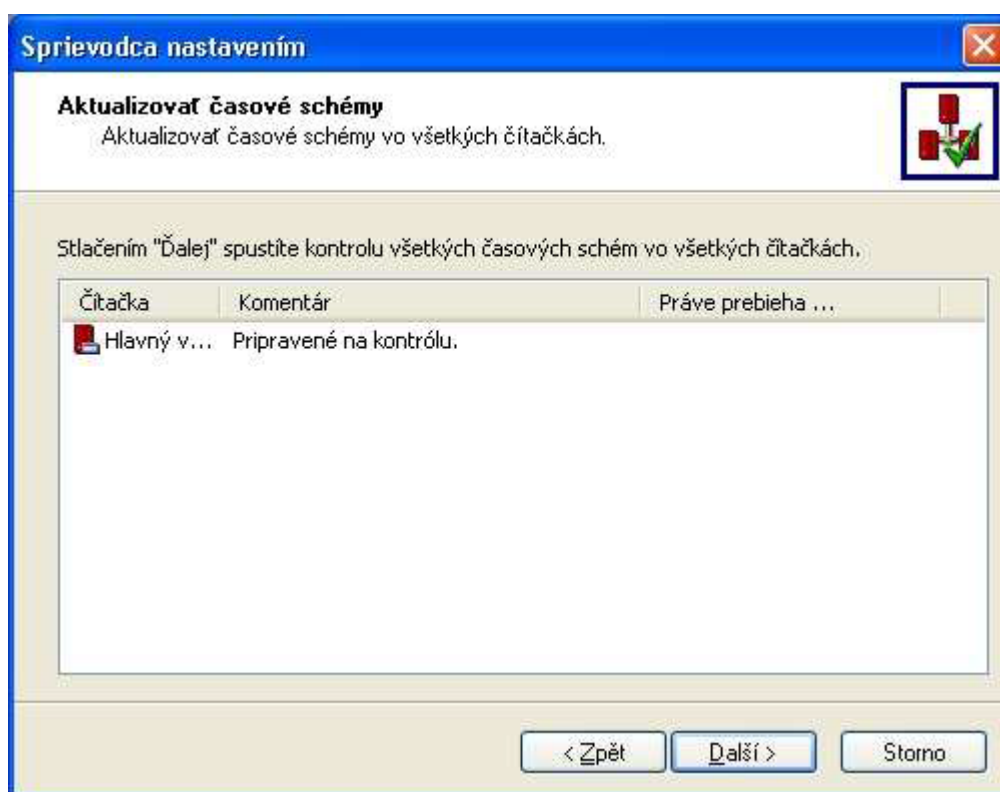 Sprievodca nastavením
Aktualizovať časové schémy
Aktualizovať časové schémy vo všetkých čítačkách.
Stlačením "Ďalej" spustíte kontrolu všetkých časových schém vo všetkých čítačkách.
Čítačka Komentár Práve prebieha ...
Hlavný v... Pripravené na kontrólu.
< Zpět Další > Storno